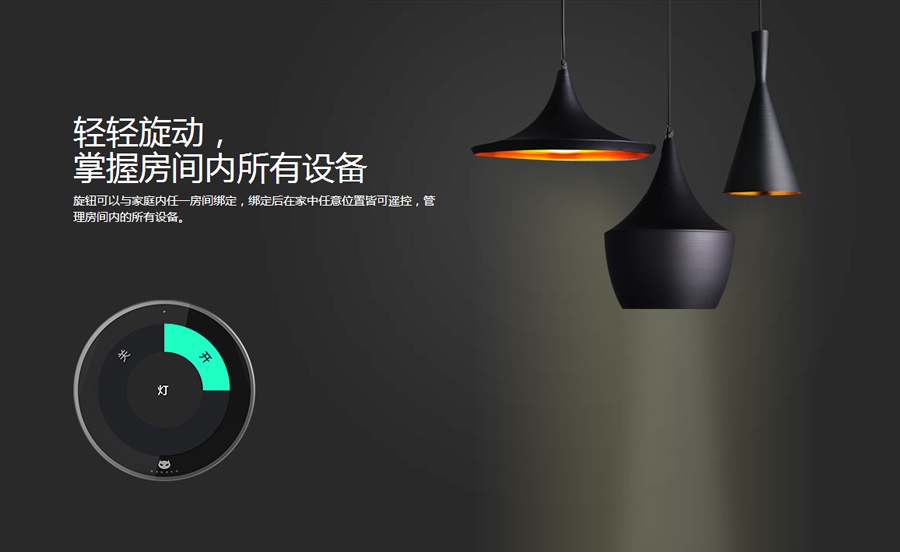 轻轻旋动，
掌握房间内所有设备
旋钮可以与家庭内任一房间绑定，绑定后在家中任意位置皆可遥控，管
理房间内的所有设备。
关
开
灯